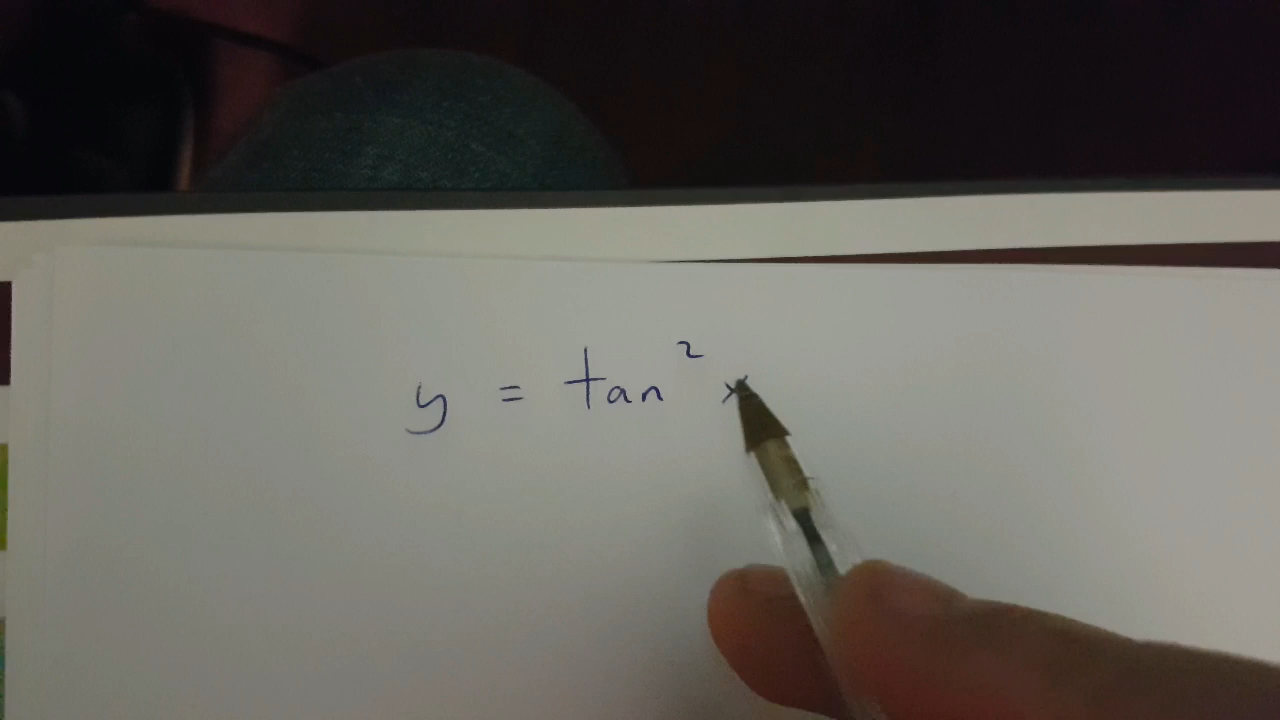 y = tan² x